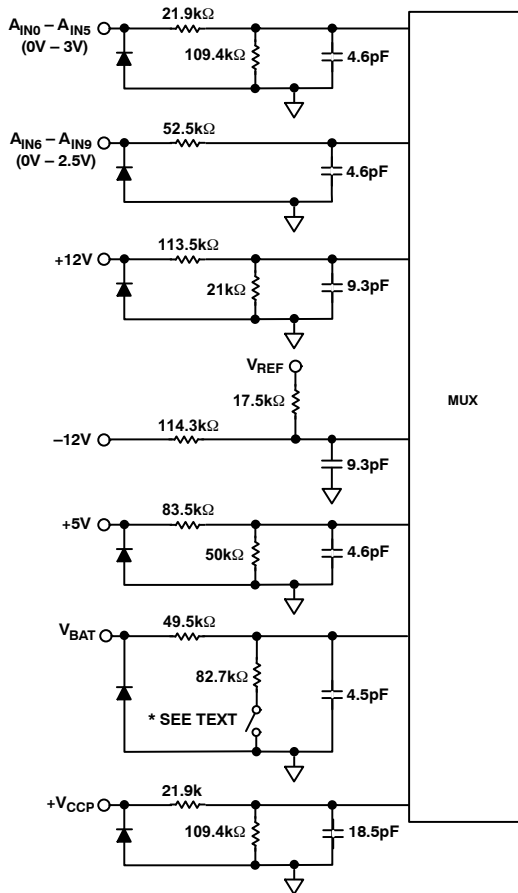 A_IN0 – A_IN5
(0V – 3V)
21.9kΩ
109.4kΩ
4.6pF
A_IN6 – A_IN9
(0V – 2.5V)
52.5kΩ
4.6pF
+12V
113.5kΩ
21kΩ
9.3pF
V_REF
17.5kΩ
MUX
–12V
114.3kΩ
9.3pF
+5V
83.5kΩ
50kΩ
4.6pF
V_BAT
49.5kΩ
82.7kΩ
4.5pF
* SEE TEXT
+V_CCP
21.9k
109.4kΩ
18.5pF